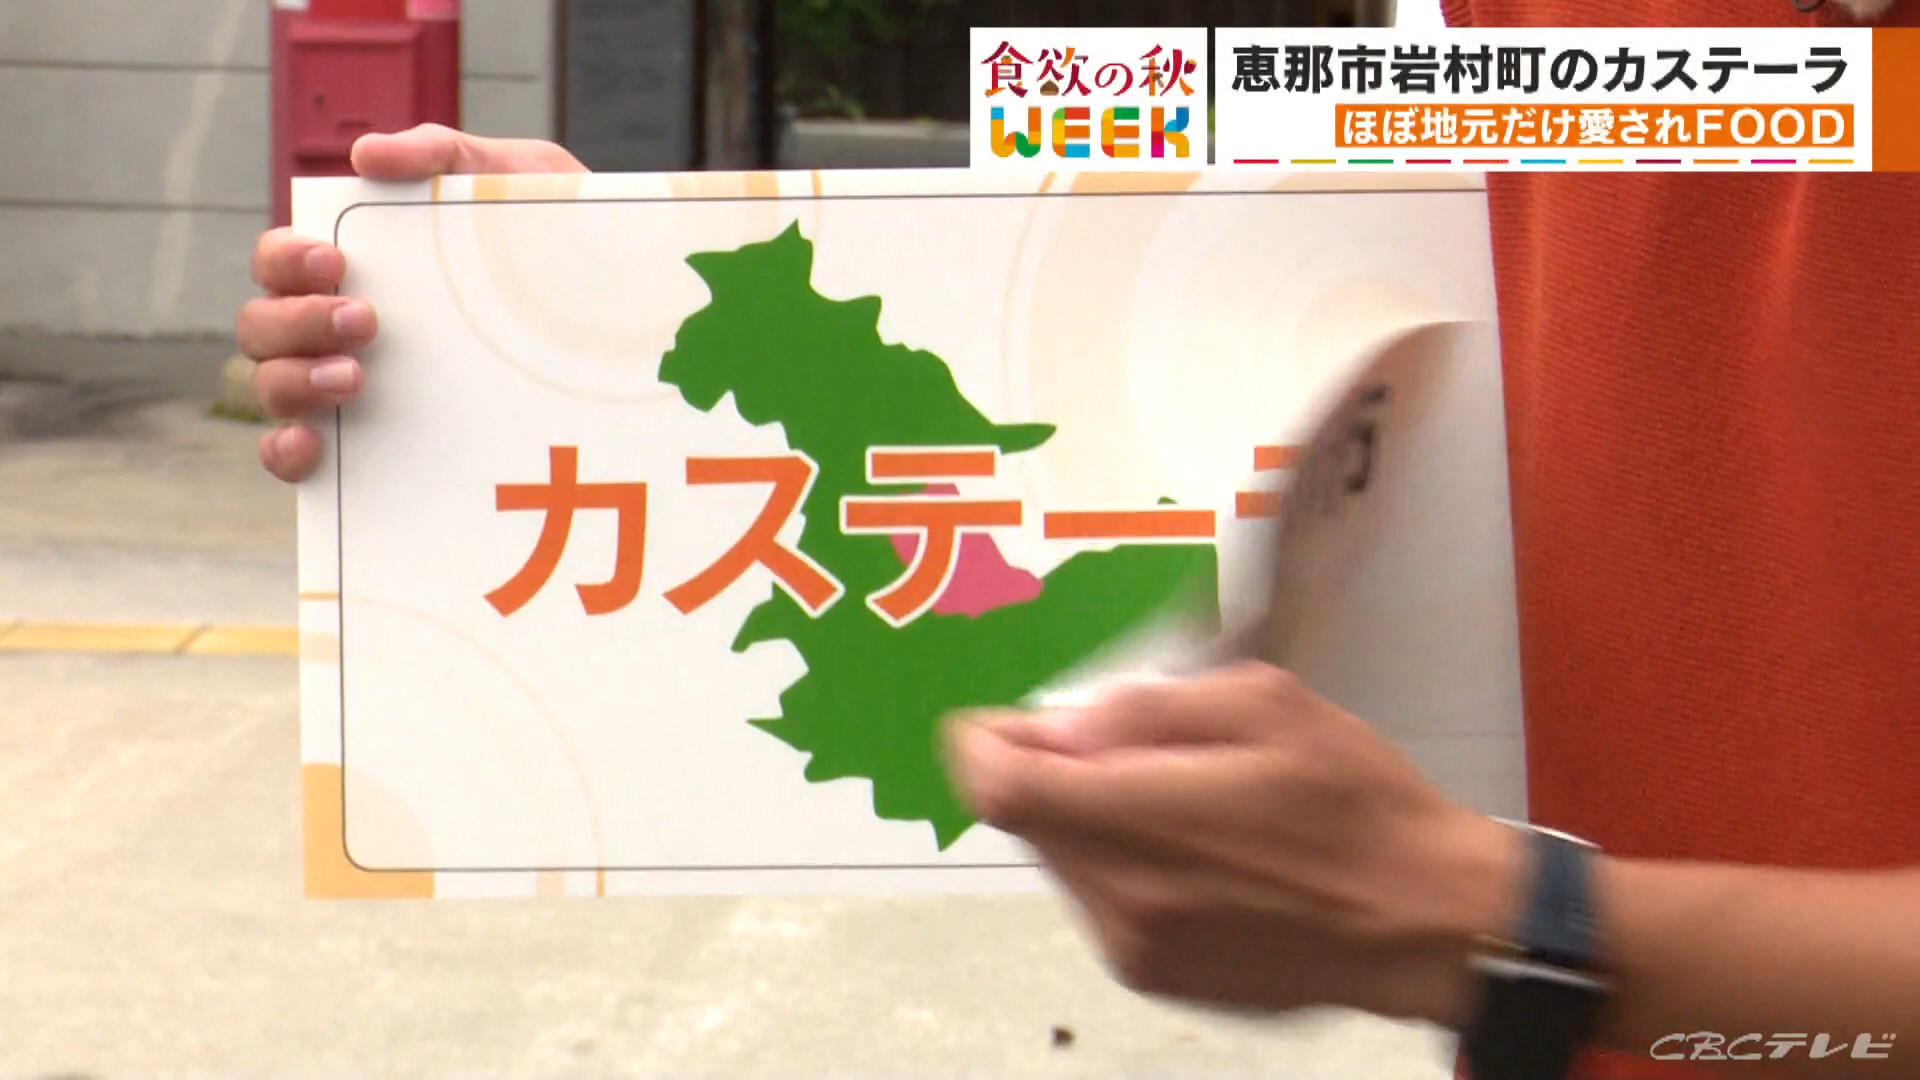 食欲の秋
WEEK
恵那市岩村町のカステーラ
ほぼ地元だけ愛されFOOD
カステー
CBCテレビ